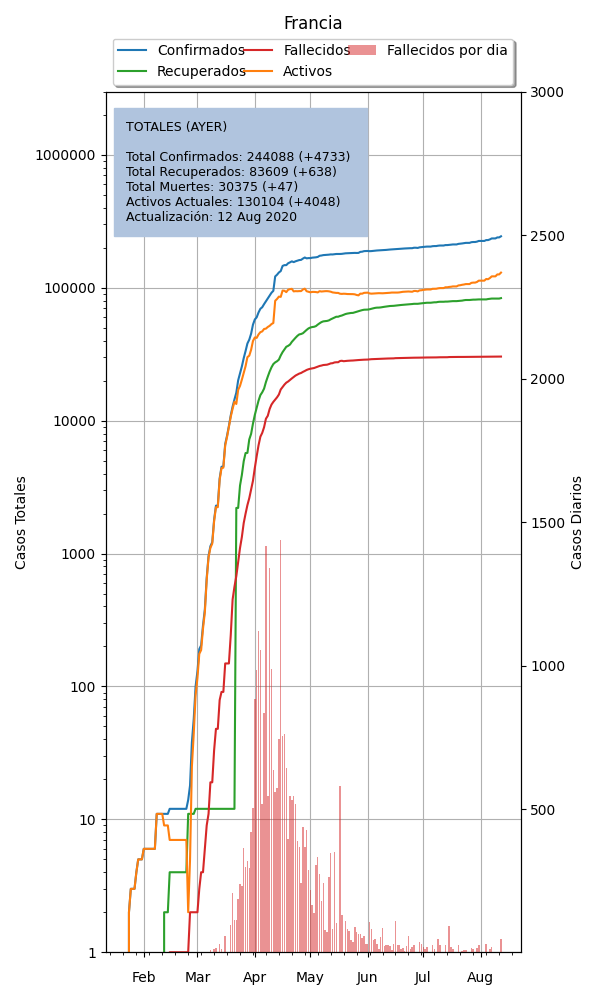 Francia
Confirmados Fallecidos Fallecidos por dia
Recuperados Activos
TOTALES (AYER)
Total Confirmados: 244088 (+4733)
Total Recuperados: 83609 (+638)
Total Muertes: 30375 (+47)
Activos Actuales: 130104 (+4048)
Actualización: 12 Aug 2020
1000000
100000
10000
1000
100
10
1
Casos Totales
3000
2500
2000
1500
1000
500
Casos Diarios
Feb Mar Apr May Jun Jul Aug